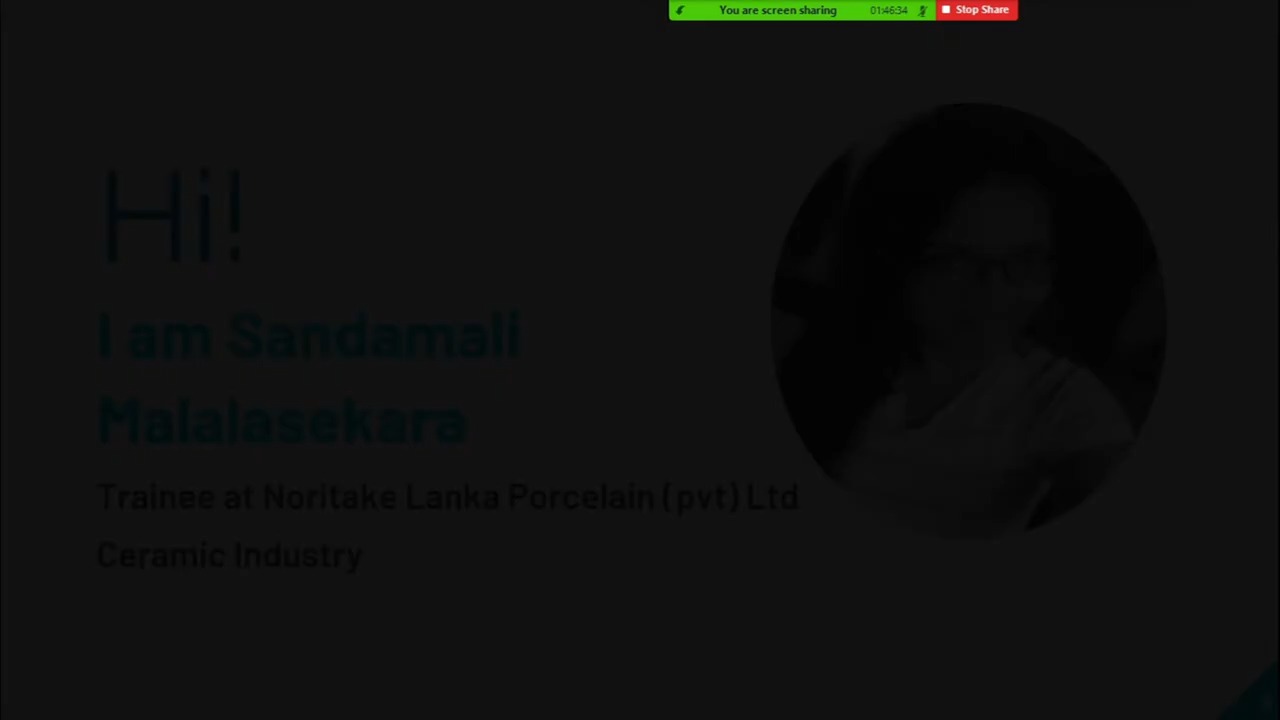 You are screen sharing 01:46:34 Stop Share
Hi!
I am Sandamali
Malalasekara
Trainee at Noritake Lanka Porcelain (pvt) Ltd
Ceramic Industry